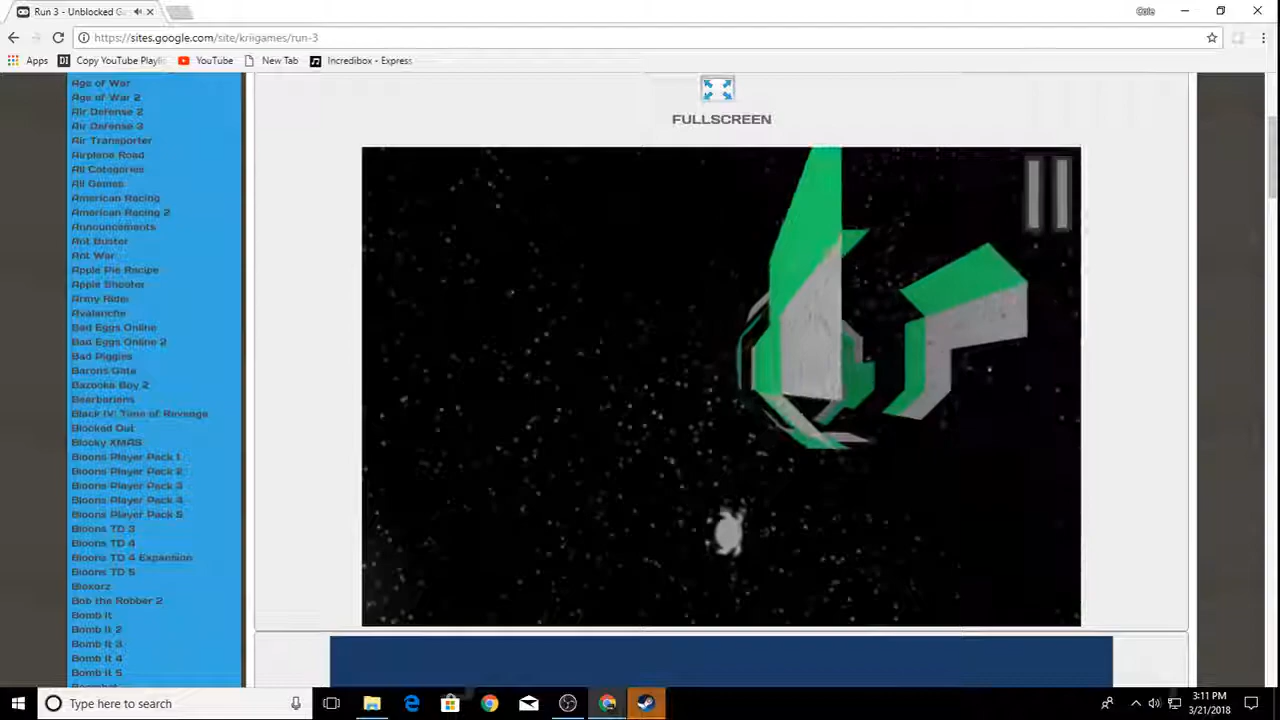 Run 3 - Unblocked G
Cole
https://sites.google.com/site/kriigames/run-3
Apps
Copy YouTube Playli
YouTube
New Tab
Incredibox - Express
Age of War
Age of War 2
Air Defense 2
Air Defense 3
Air Transporter
Airplane Road
All Categories
All Games
American Racing
American Racing 2
Announcements
Ant Buster
Ant War
Apple Pie Recipe
Apple Shooter
Army Rider
Avalanche
Bad Eggs Online
Bad Eggs Online 2
Bad Piggies
Barons Gate
Bazooka Boy 2
Bearbarians
Black IV: Time of Revenge
Blocked Out
Blocky XMAS
Bloons Player Pack 1
Bloons Player Pack 2
Bloons Player Pack 3
Bloons Player Pack 4
Bloons Player Pack 5
Bloons TD 3
Bloons TD 4
Bloons TD 4 Expansion
Bloons TD 5
Bloxorz
Bob the Robber 2
Bomb It
Bomb It 2
Bomb It 3
Bomb It 4
Bomb It 5
FULLSCREEN
Type here to search
3:11 PM
3/21/2018